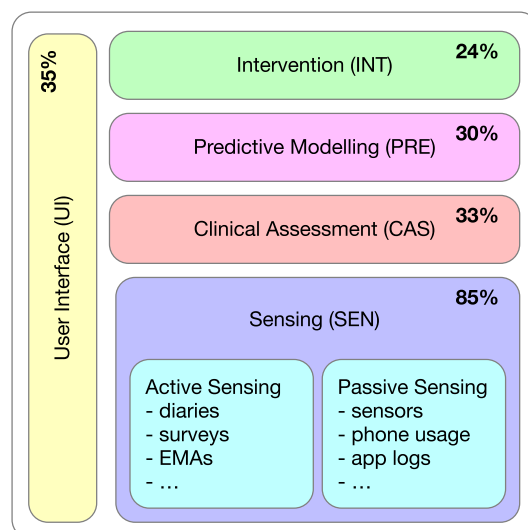 35%
User Interface (UI)
24%
Intervention (INT)
30%
Predictive Modelling (PRE)
33%
Clinical Assessment (CAS)
85%
Sensing (SEN)
Active Sensing
- diaries
- surveys
- EMAs
- ...
Passive Sensing
- sensors
- phone usage
- app logs
- ...